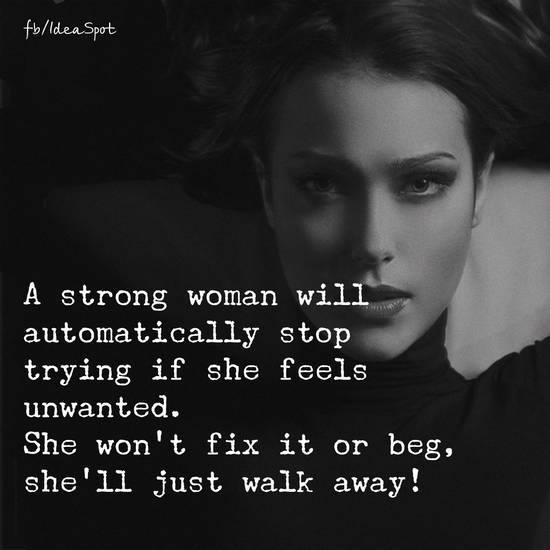 fb/IdeaSpot
A strong woman will
automatically stop
trying if she feels
unwanted.
She won't fix it or beg,
she'll just walk away!